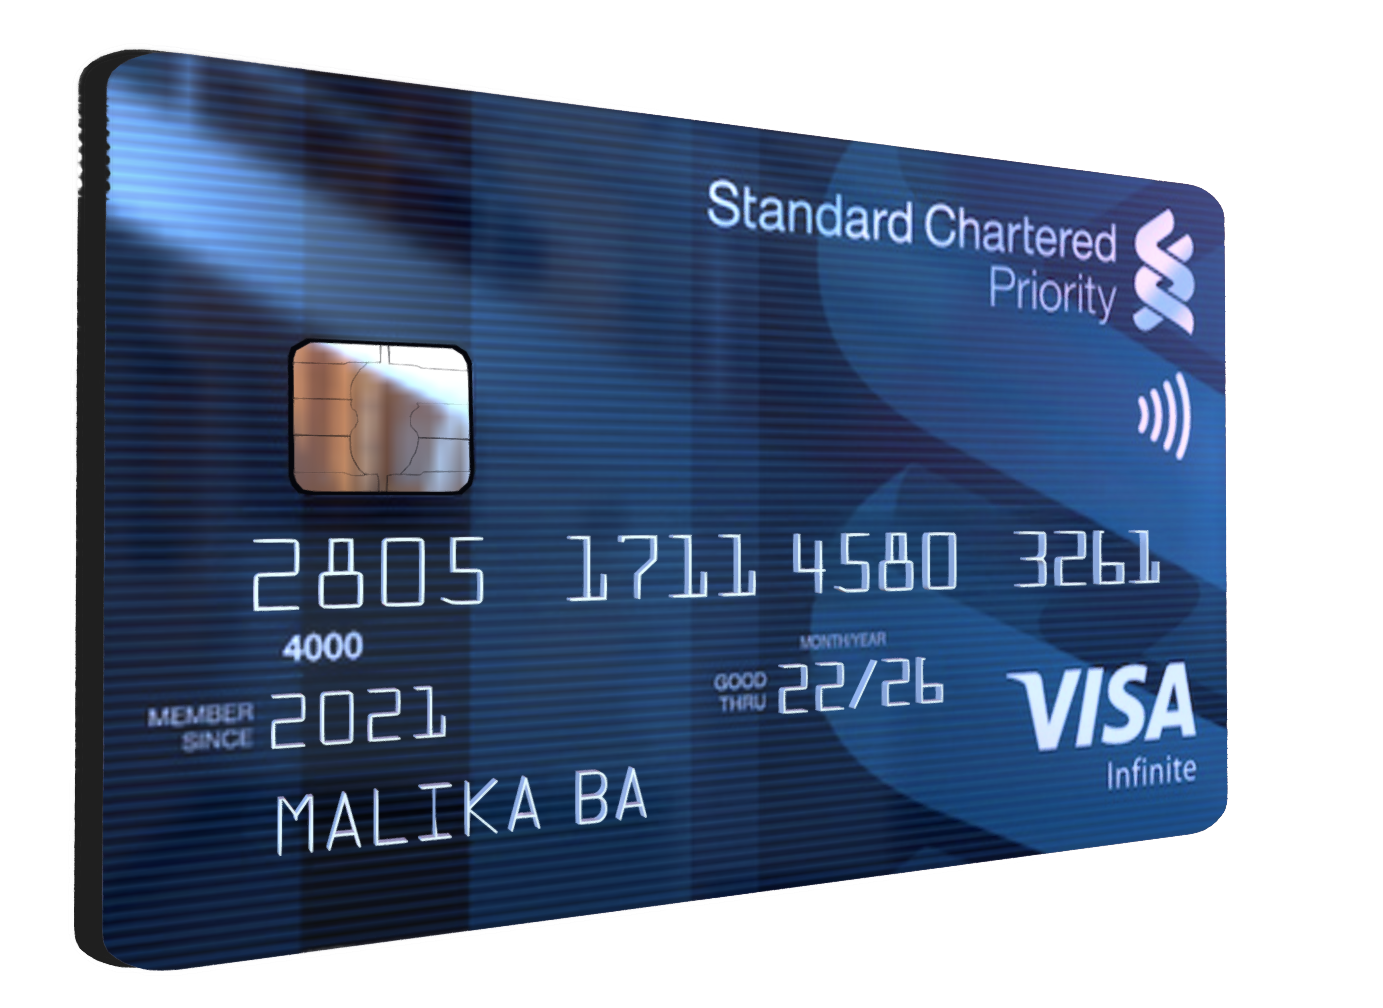 Standard Chartered
Priority
2805 1711 4580 3261
4000
MONTH/YEAR
GOOD THRU 22/26
MEMBER SINCE 2021
VISA
Infinite
MALIKA BA